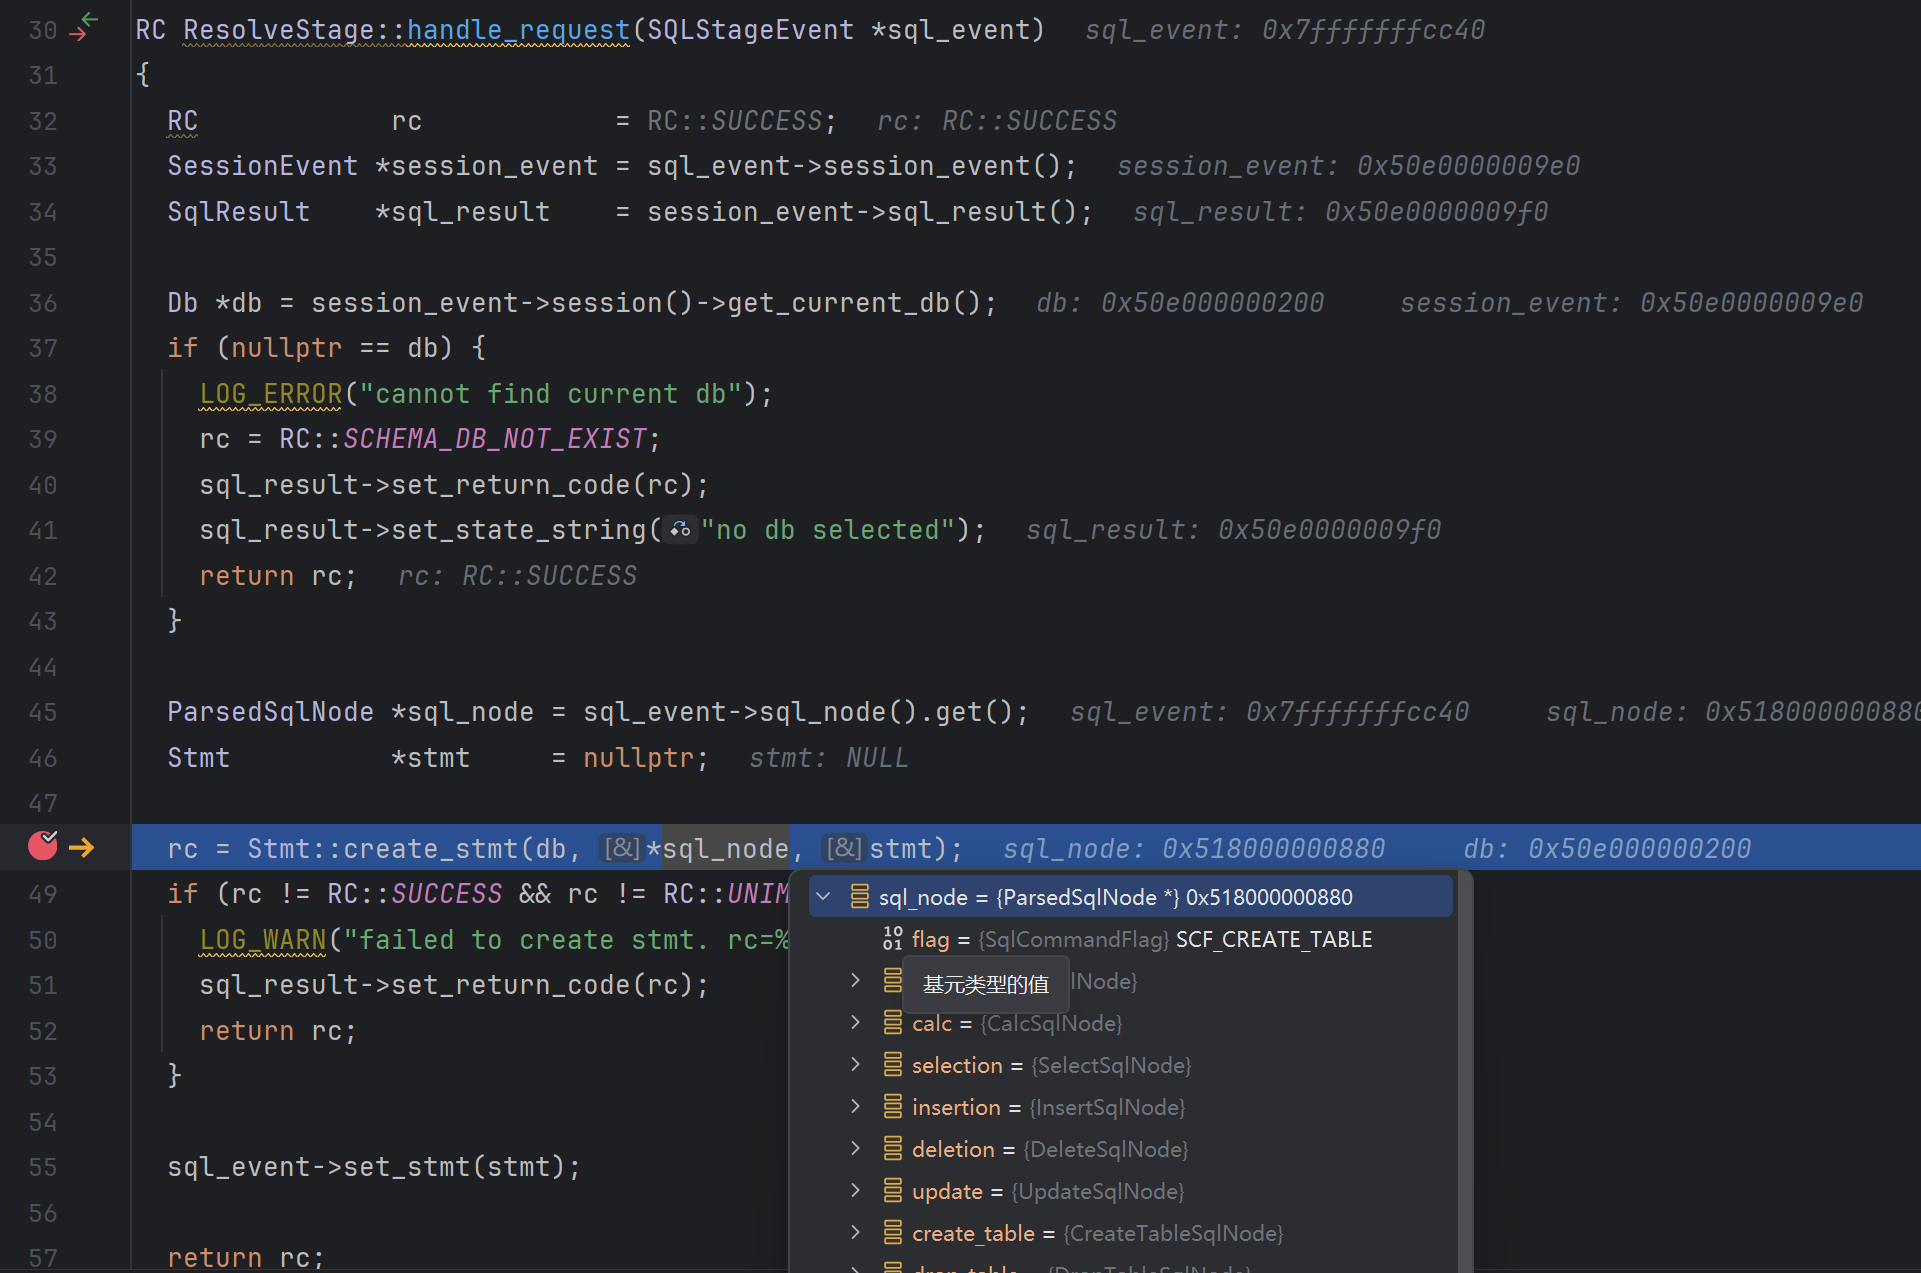 30 RC ResolveStage::handle_request(SQLStageEvent *sql_event) sql_event: 0x7fffffffcc40
31 {
32 RC rc = RC::SUCCESS; rc: RC::SUCCESS
33 SessionEvent *session_event = sql_event->session_event(); session_event: 0x50e0000009e0
34 SqlResult *sql_result = session_event->sql_result(); sql_result: 0x50e0000009f0
35
36 Db *db = session_event->session()->get_current_db(); db: 0x50e000000200 session_event: 0x50e0000009e0
37 if (nullptr == db) {
38 LOG_ERROR("cannot find current db");
39 rc = RC::SCHEMA_DB_NOT_EXIST;
40 sql_result->set_return_code(rc);
41 sql_result->set_state_string("no db selected"); sql_result: 0x50e0000009f0
42 return rc; rc: RC::SUCCESS
43 }
44
45 ParsedSqlNode *sql_node = sql_event->sql_node().get(); sql_event: 0x7fffffffcc40 sql_node: 0x518000000880
46 Stmt *stmt = nullptr; stmt: NULL
47
rc = Stmt::create_stmt(db, [&]*sql_node, [&]stmt); sql_node: 0x518000000880 db: 0x50e000000200
49 if (rc != RC::SUCCESS && rc != RC::UNIM
50 LOG_WARN("failed to create stmt. rc=%
51 sql_result->set_return_code(rc);
52 return rc;
53 }
54
55 sql_event->set_stmt(stmt);
56
57 return rc;
sql_node = {ParsedSqlNode *} 0x518000000880
10 01 flag = {SqlCommandFlag} SCF_CREATE_TABLE
基元类型的值 lNode}
calc = {CalcSqlNode}
selection = {SelectSqlNode}
insertion = {InsertSqlNode}
deletion = {DeleteSqlNode}
update = {UpdateSqlNode}
create_table = {CreateTableSqlNode}
drop_table = {DropTableSqlNode}